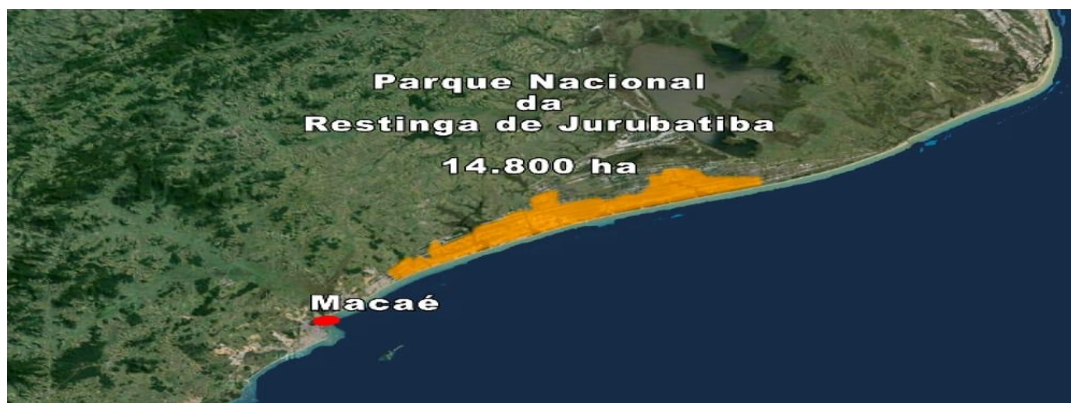 Parque Nacional
da
Restinga de Jurubatiba
14.800 ha
Macaé